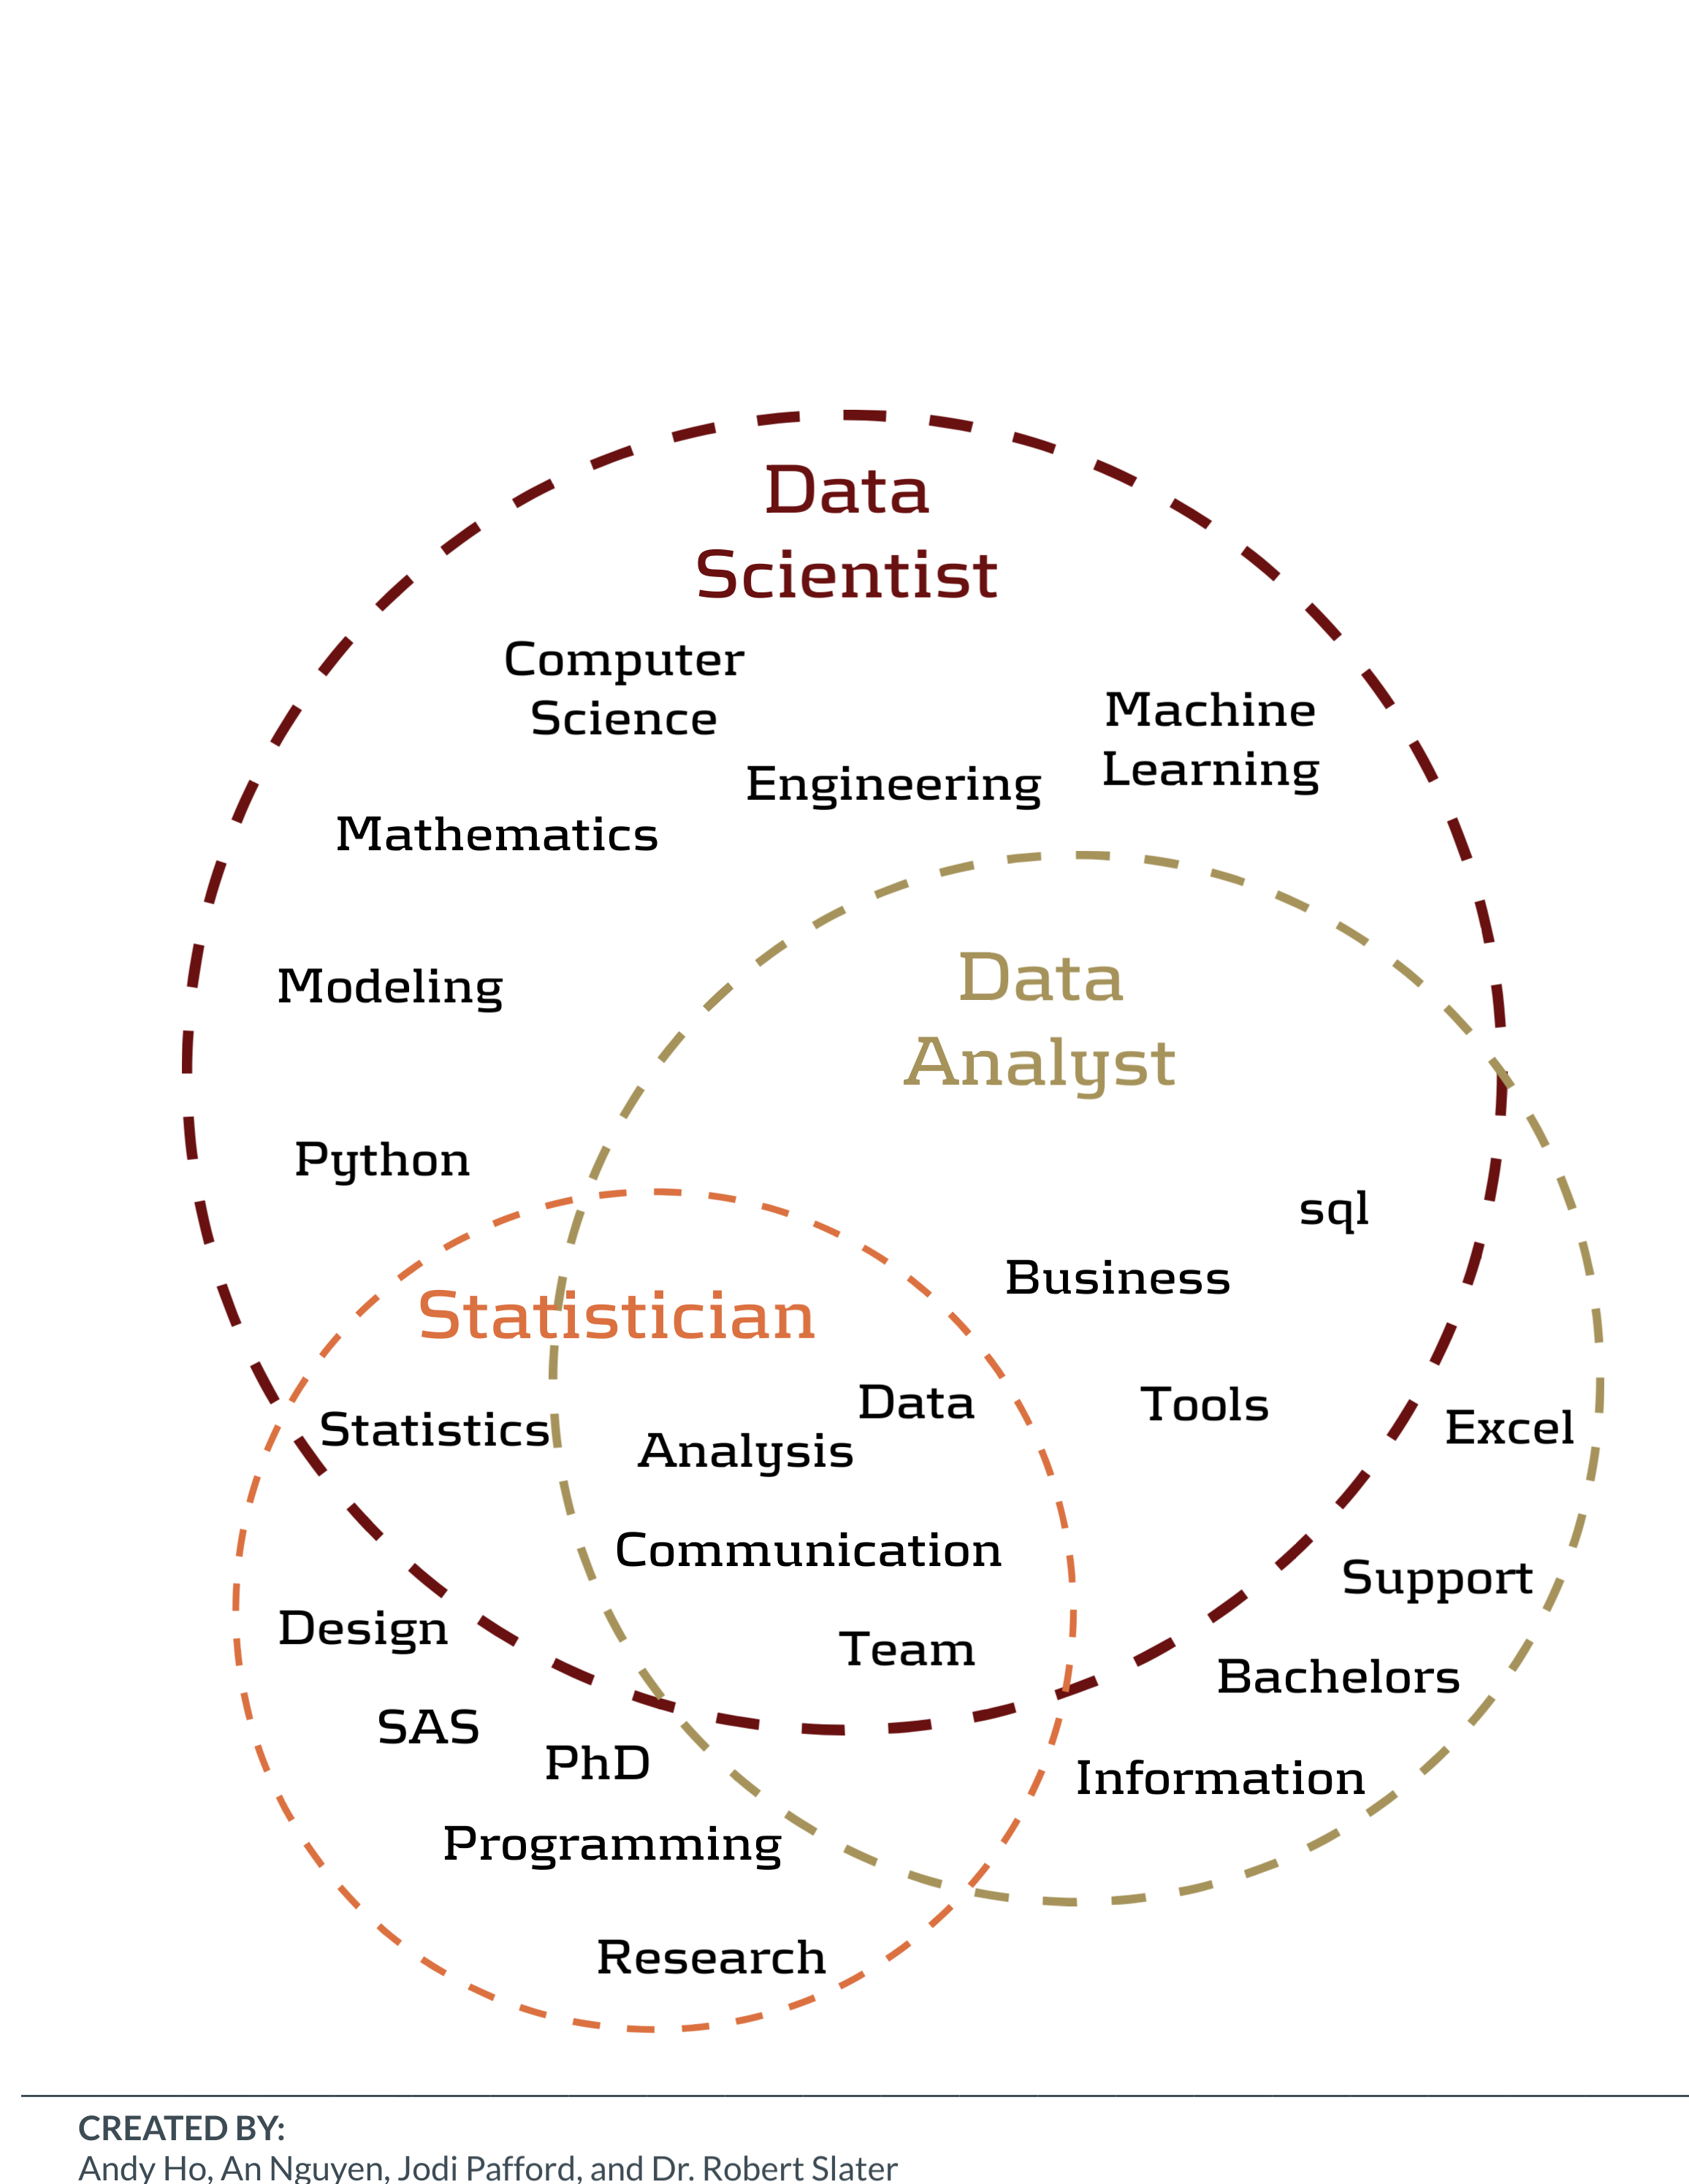 Data
Scientist
Computer
Science
Machine
Learning
Engineering
Mathematics
Data
Analyst
Modeling
Python
sql
Business
Statistician
Data
Tools
Excel
Statistics
Analysis
Communication
Support
Design
Team
Bachelors
SAS
PhD
Information
Programming
Research
CREATED BY:
Andy Ho, An Nguyen, Jodi Pafford, and Dr. Robert Slater